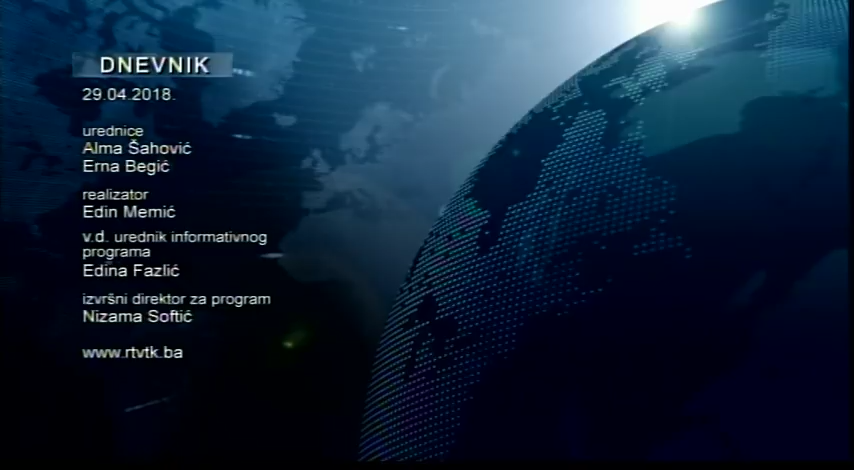 DNEVNIK
29.04.2018.
urednice
Alma Šahović
Erna Begić
realizator
Edin Memić
v.d. urednik informativnog
programa
Edina Fazlić
izvršni direktor za program
Nizama Softić
www.rtvtk.ba